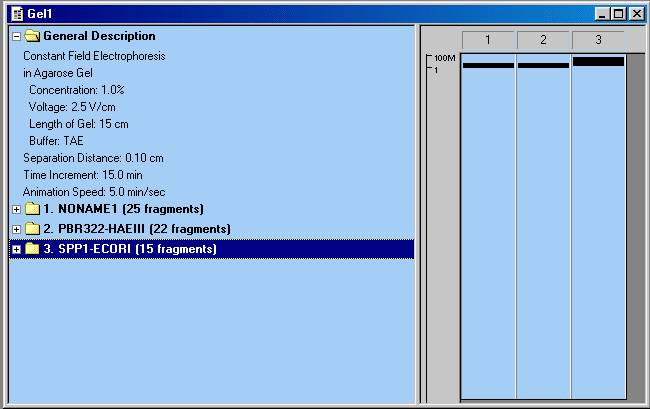 Gel1
General Description
Constant Field Electrophoresis
in Agarose Gel
Concentration: 1.0%
Voltage: 2.5 V/cm
Length of Gel: 15 cm
Buffer: TAE
Separation Distance: 0.10 cm
Time Increment: 15.0 min
Animation Speed: 5.0 min/sec
1. NONAME1 (25 fragments)
2. PBR322-HAEIII (22 fragments)
3. SPP1-ECORI (15 fragments)
1 2 3
100M
1